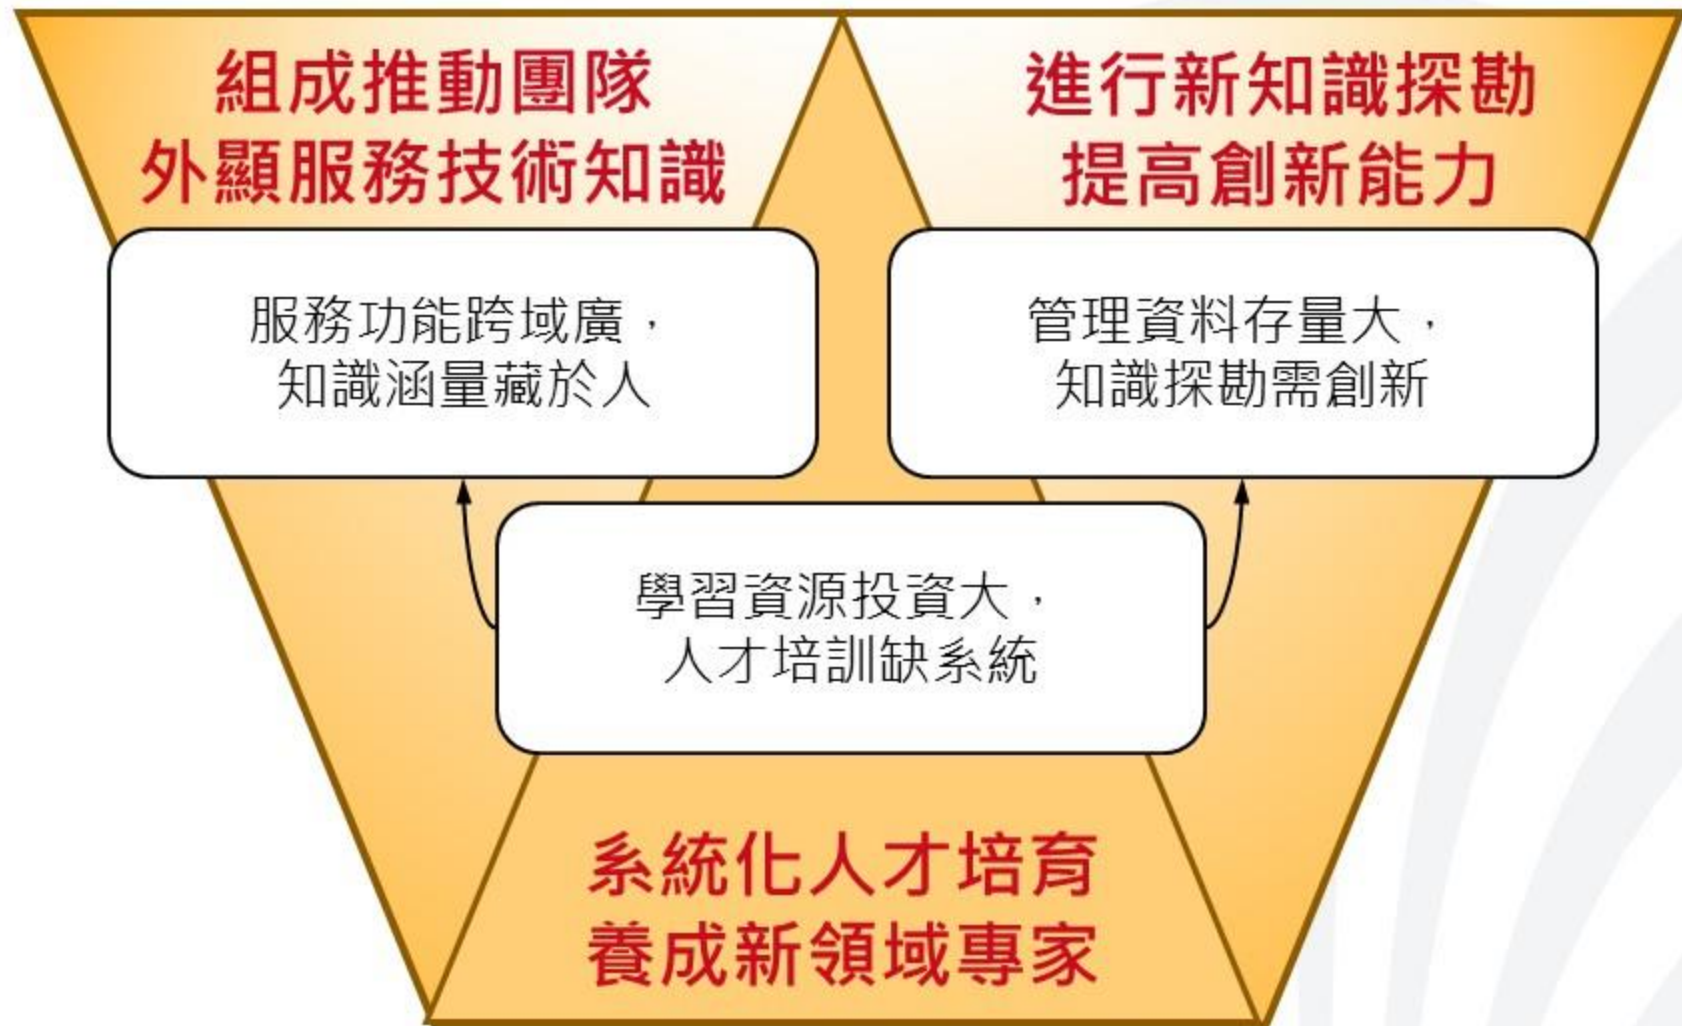 組成推動團隊
外顯服務技術知識
進行新知識探勘
提高創新能力
服務功能跨域廣，
知識涵量藏於人
管理資料存量大，
知識探勘需創新
學習資源投資大，
人才培訓缺系統
系統化人才培育
養成新領域專家